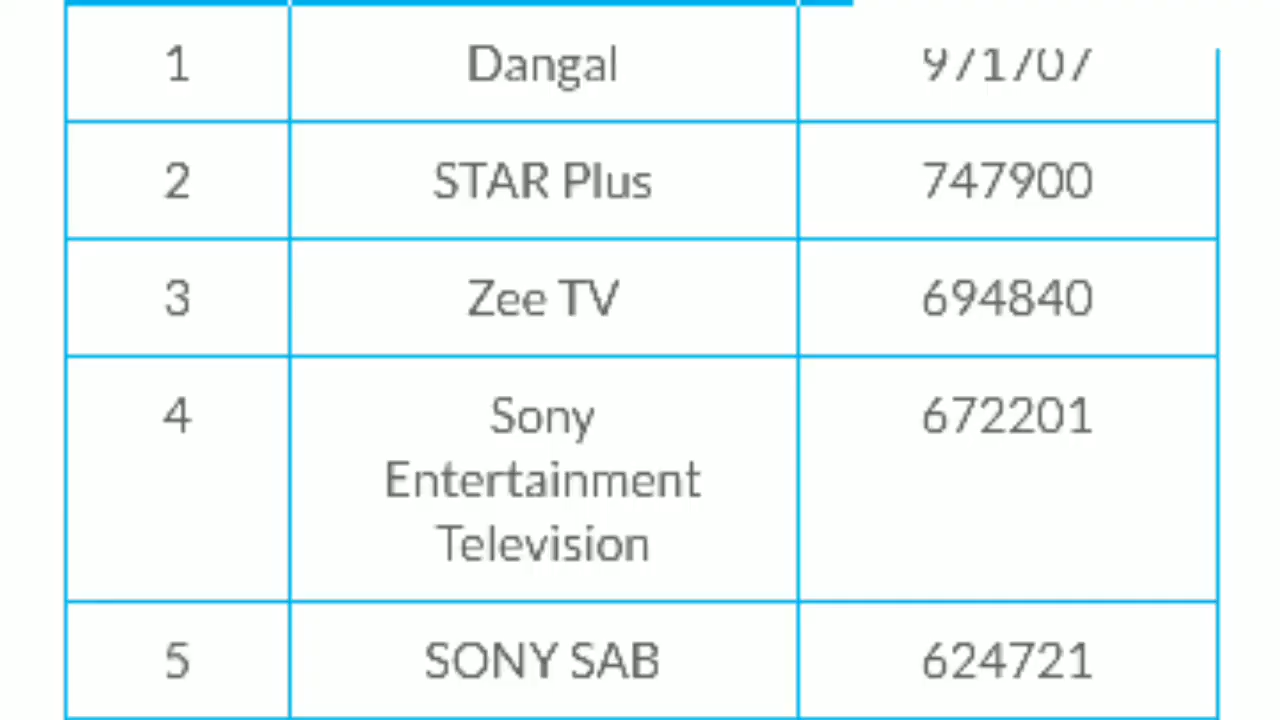 1 Dangal
2 STAR Plus 747900
3 Zee TV 694840
4 Sony 672201
Entertainment
Television
5 SONY SAB 624721